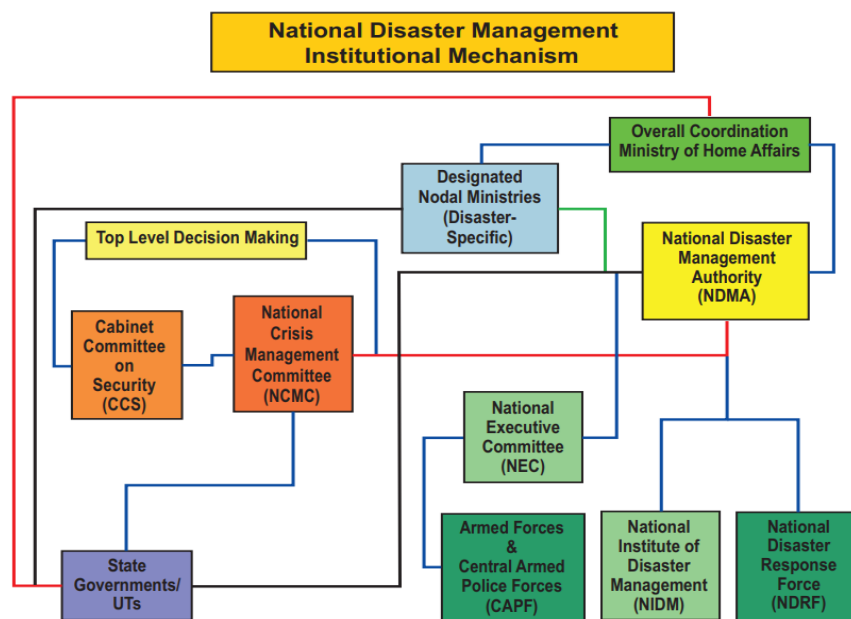 National Disaster Management
Institutional Mechanism
Overall Coordination
Ministry of Home Affairs
Designated
Nodal Ministries
(Disaster-
Specific)
Top Level Decision Making
National Disaster
Management
Authority
(NDMA)
Cabinet
Committee
on
Security
(CCS)
National
Crisis
Management
Committee
(NCMC)
National
Executive
Committee
(NEC)
State
Governments/
UTs
Armed Forces
&
Central Armed
Police Forces
(CAPF)
National
Institute of
Disaster
Management
(NIDM)
National
Disaster
Response
Force
(NDRF)